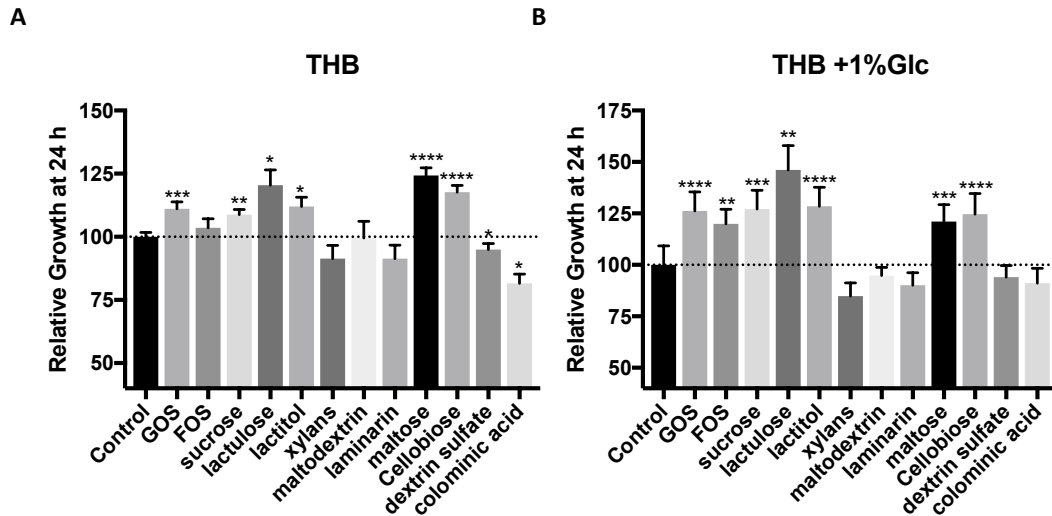 A
THB
Relative Growth at 24 h
150
125
100
75
50
***
**
*
*
****
****
*
*
Control
GOS
FOS
sucrose
lactulose
lactitol
xylans
maltodextrin
laminarin
maltose
Cellobiose
dextrin sulfate
colominic acid
B
THB +1%Glc
Relative Growth at 24 h
175
150
125
100
75
50
****
**
***
**
****
***
****
Control
GOS
FOS
sucrose
lactulose
lactitol
xylans
maltodextrin
laminarin
maltose
Cellobiose
dextrin sulfate
colominic acid